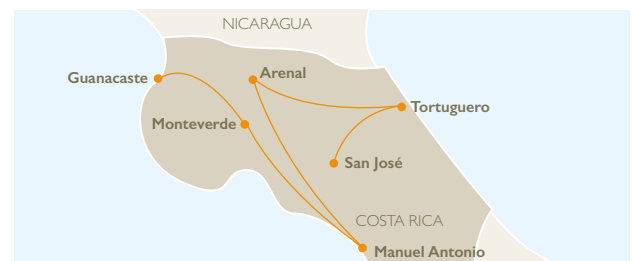 NICARAGUA
Arenal
Guanacaste
Tortuguero
Monteverde
San José
COSTA RICA
Manuel Antonio